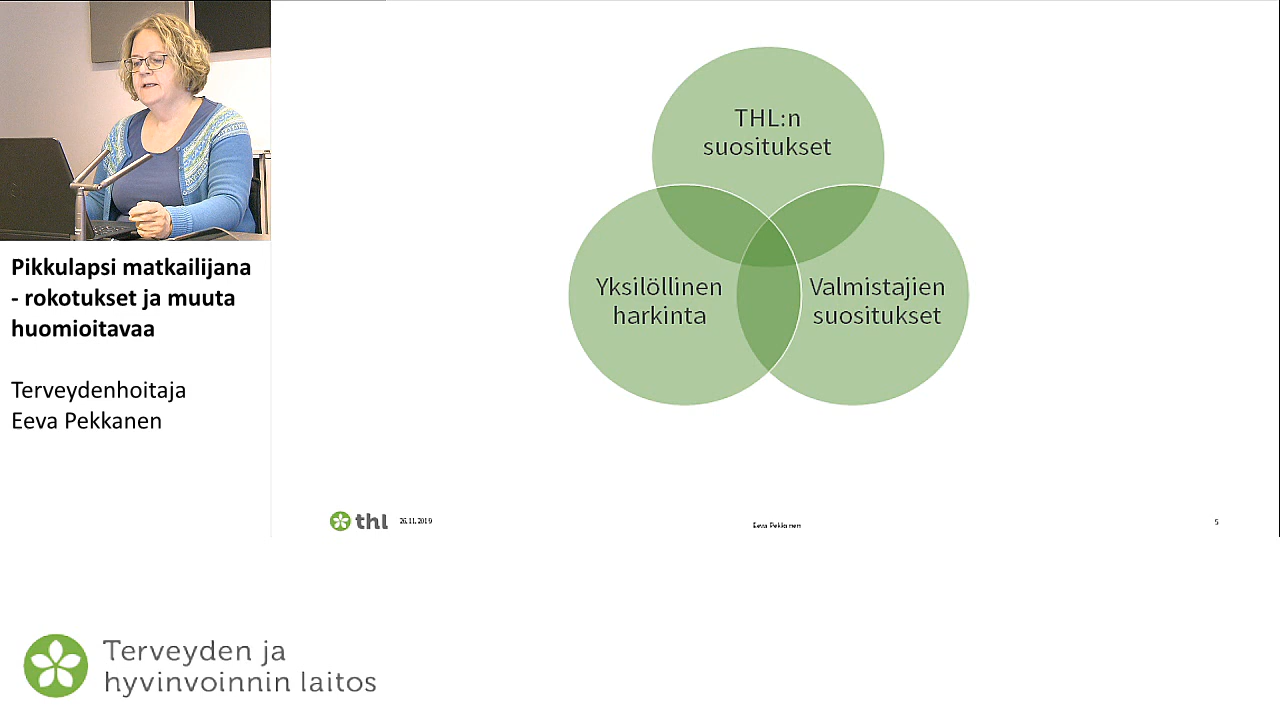 Pikkulapsi matkailijana
- rokotukset ja muuta
huomioitavaa
Terveydenhoitaja
Eeva Pekkanen
THL:n
suositukset
Yksilöllinen
harkinta
Valmistajien
suositukset
thl
26.11.2019
Eeva Pekkanen
5
Terveyden ja
hyvinvoinnin laitos